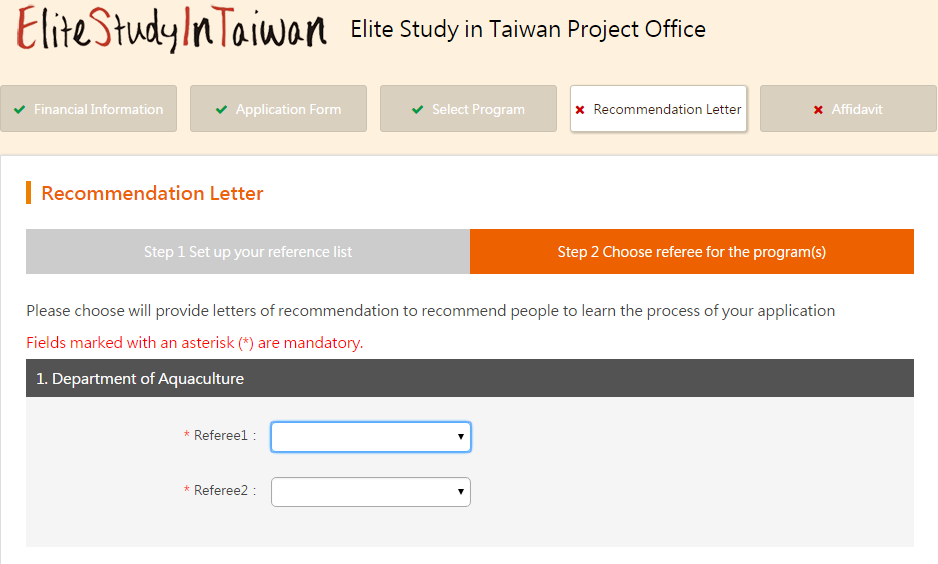 EliteStudyInTaiwan Elite Study in Taiwan Project Office
Financial Information Application Form Select Program Recommendation Letter Affidavit
Recommendation Letter
Step 1 Set up your reference list Step 2 Choose referee for the program(s)
Please choose will provide letters of recommendation to recommend people to learn the process of your application
Fields marked with an asterisk (*) are mandatory.
1. Department of Aquaculture
* Referee1 :
* Referee2 :